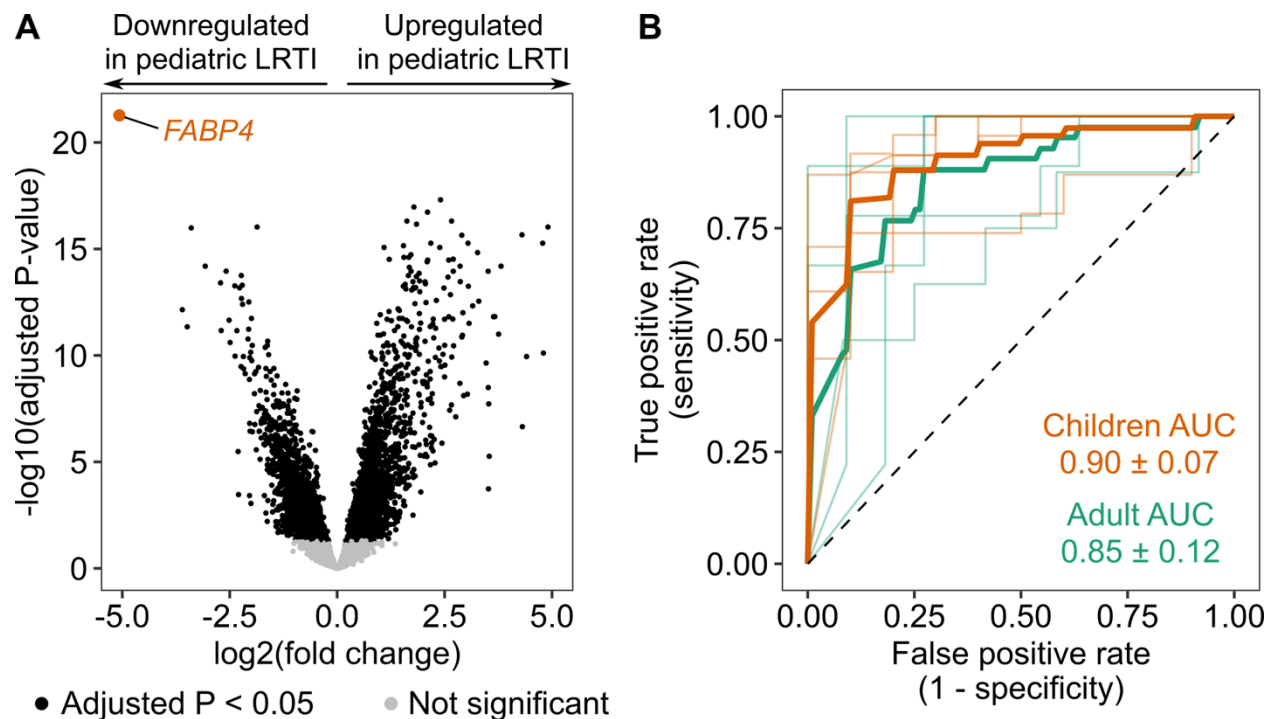 A
Downregulated
in pediatric LRTI
Upregulated
in pediatric LRTI
FABP4
20
15
10
5
0
-log10(adjusted P-value)
-5.0
-2.5
0.0
2.5
5.0
log2(fold change)
Adjusted P < 0.05
Not significant
B
1.00
0.75
0.50
0.25
0.00
True positive rate
(sensitivity)
Children AUC
0.90 ± 0.07
Adult AUC
0.85 ± 0.12
0.00
0.25
0.50
0.75
1.00
False positive rate
(1 - specificity)